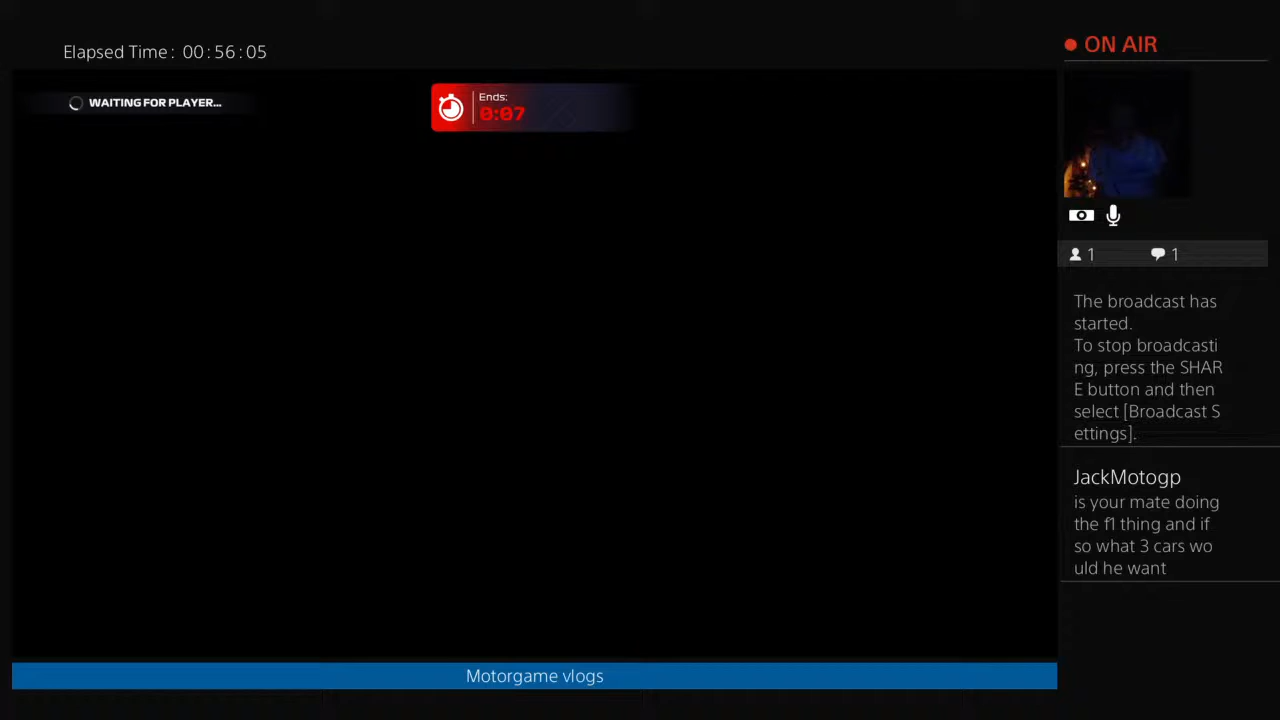 Elapsed Time: 00:56:05
ON AIR
WAITING FOR PLAYER...
Ends:
0:07
1
1
The broadcast has
started.
To stop broadcasti
ng, press the SHAR
E button and then
select [Broadcast S
ettings].
JackMotogp
is your mate doing
the f1 thing and if
so what 3 cars wo
uld he want
Motorgame vlogs